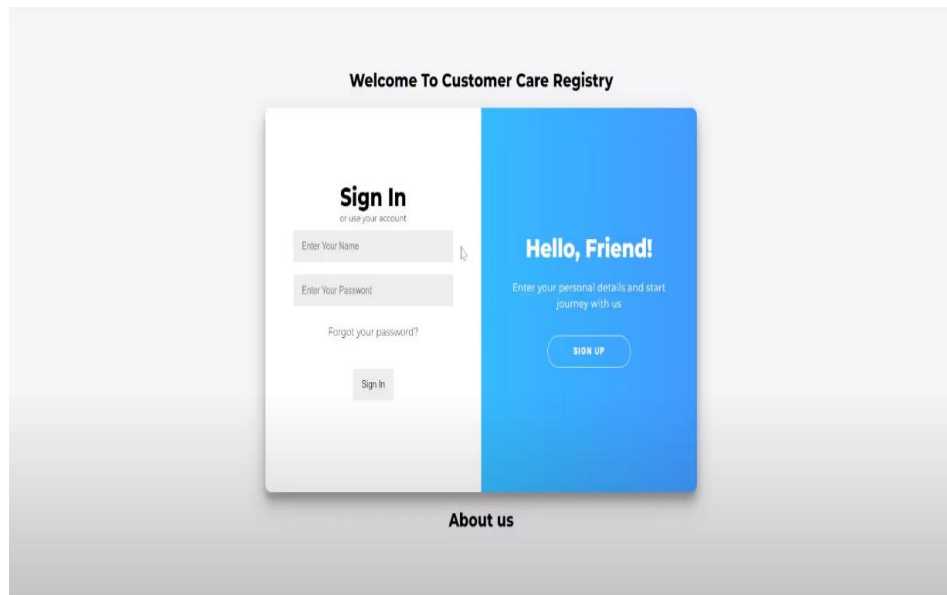 Welcome To Customer Care Registry
Sign In
or use your account
Enter Your Name
Enter Your Password
Forgot your password?
Sign In
Hello, Friend!
Enter your personal details and start
journey with us
SIGN UP
About us